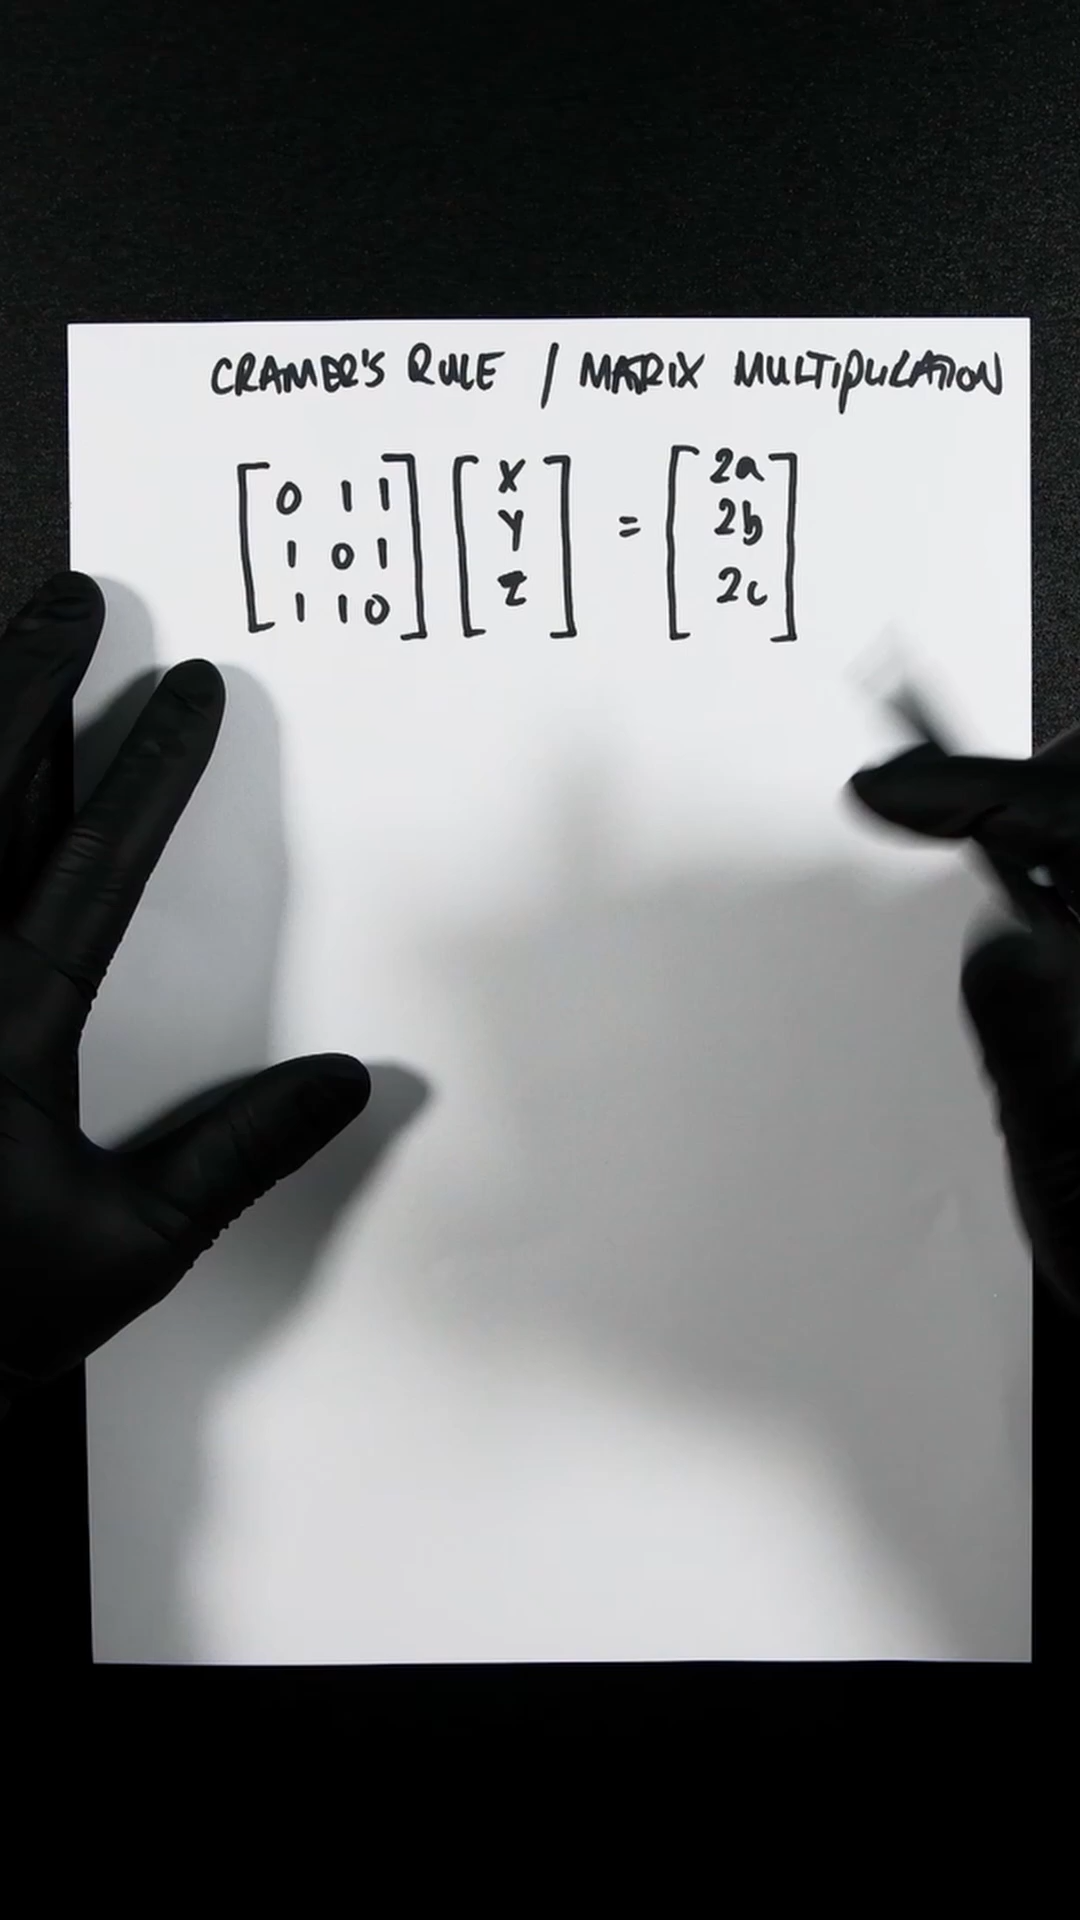 CRAMER'S RULE / MATRIX MULTIPLICATION
[0 1 1] [X] = [2a]
[1 0 1] [Y] [2b]
[1 1 0] [Z] [2c]